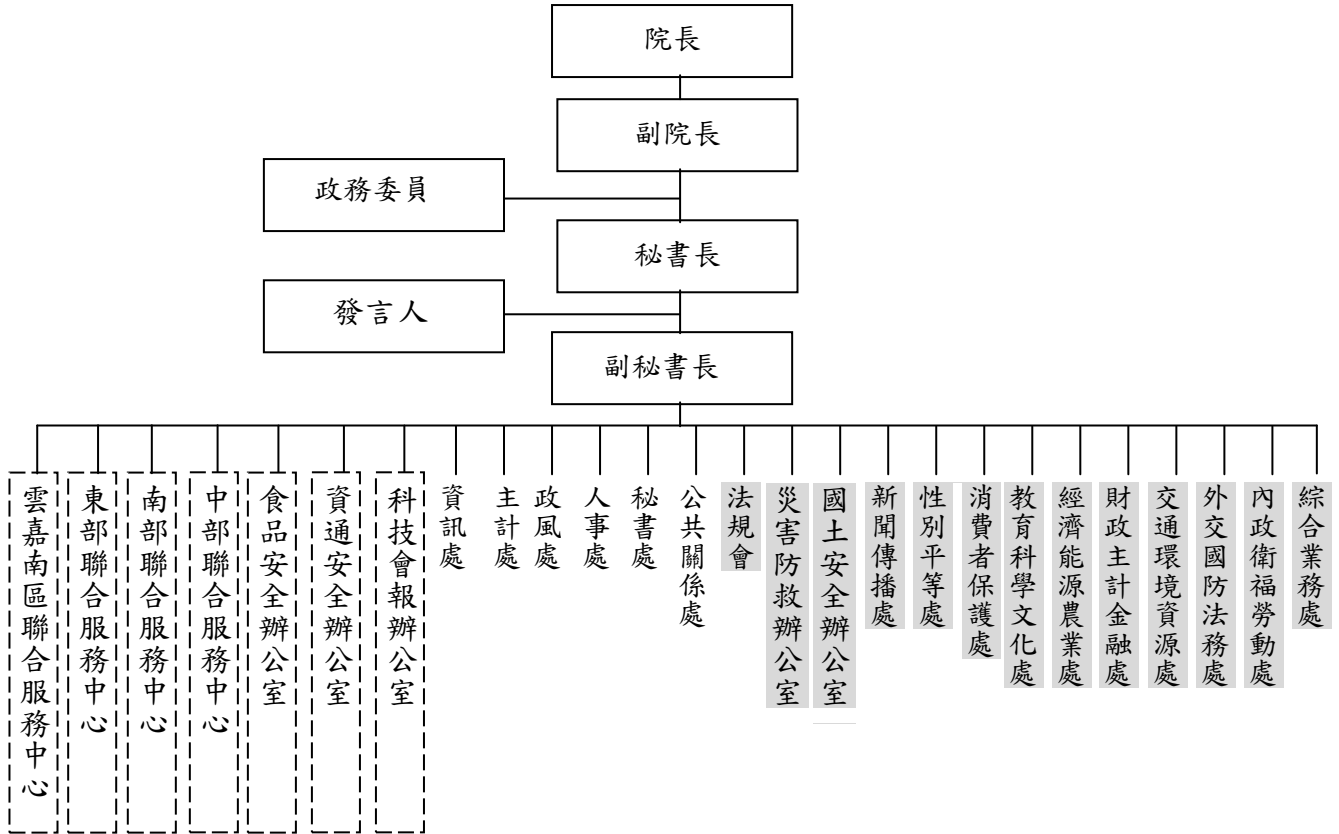 院長
副院長
政務委員
秘書長
發言人
副秘書長
雲嘉南區聯合服務中心
東部聯合服務中心
南部聯合服務中心
中部聯合服務中心
食品安全辦公室
資通安全辦公室
科技會報辦公室
資訊處
主計處
政風處
人事處
秘書處
公共關係處
法規會
災害防救辦公室
國土安全辦公室
新聞傳播處
性別平等處
消費者保護處
教育科學文化處
經濟能源農業處
財政主計金融處
交通環境資源處
外交國防法務處
內政衛福勞動處
綜合業務處